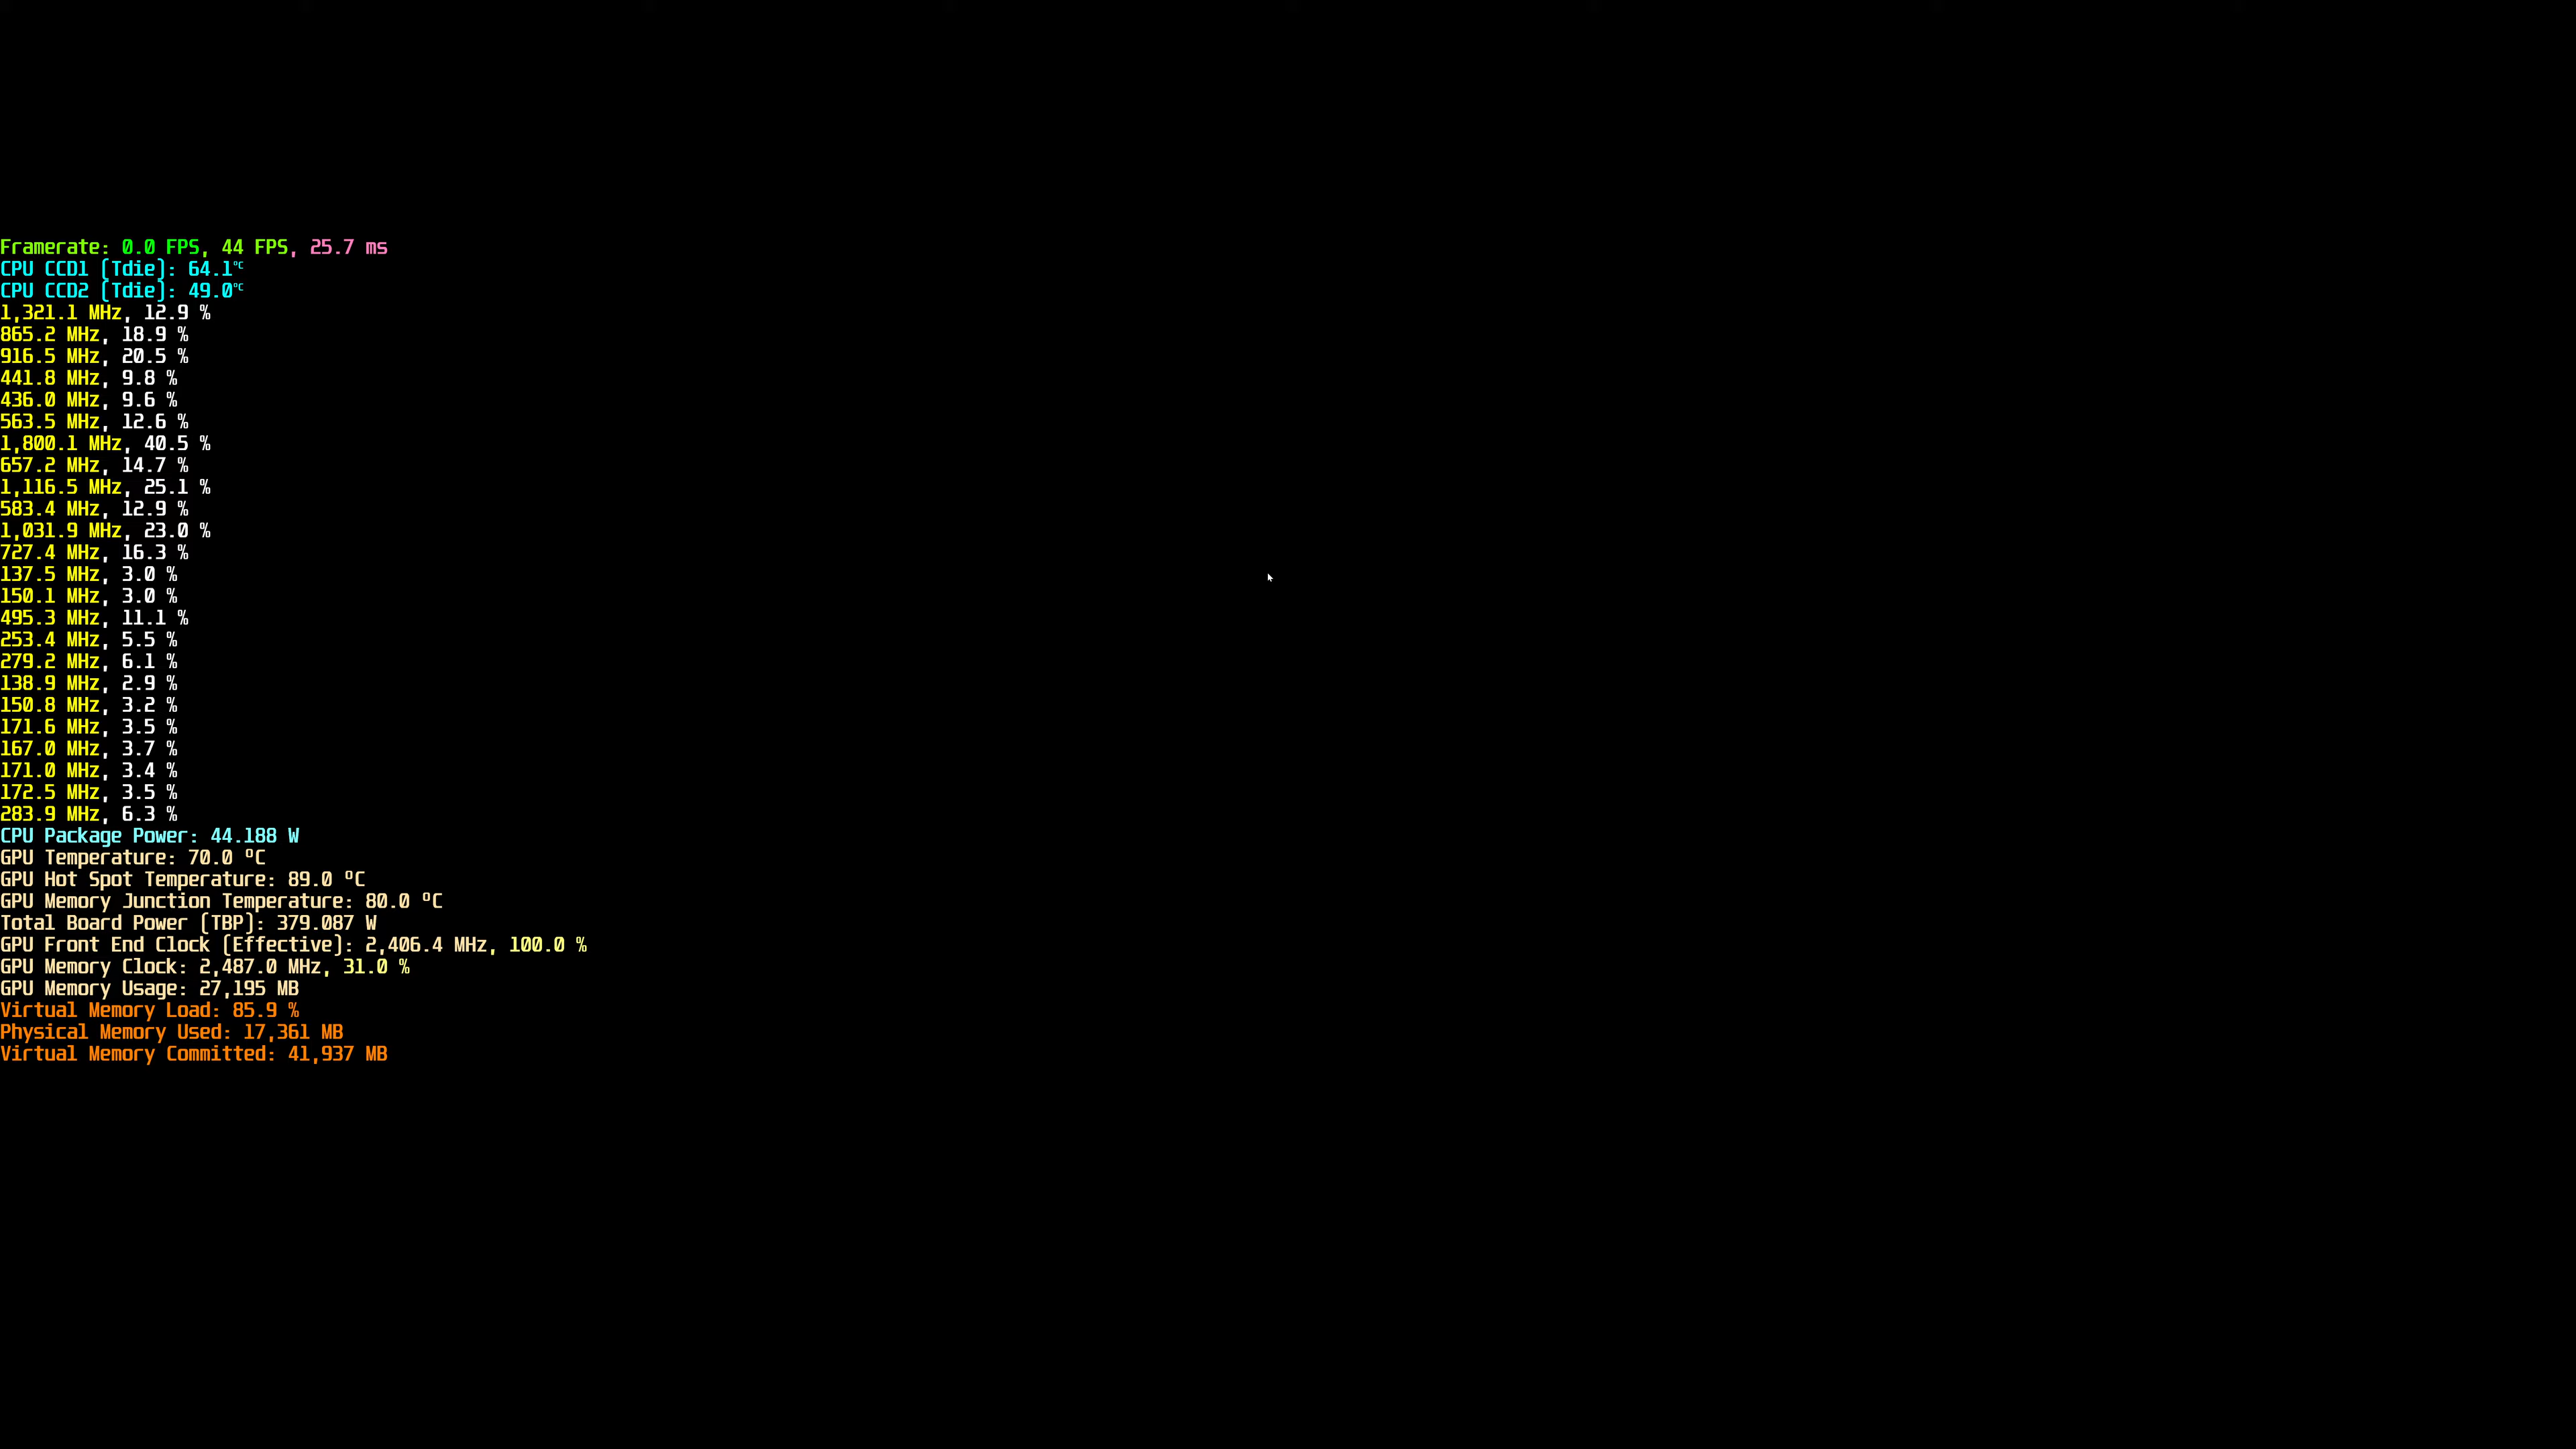 Framerate: 0.0 FPS, 44 FPS, 25.7 ms
CPU CCD1 (Tdie): 64.1°C
CPU CCD2 (Tdie): 49.0°C
1,321.1 MHz, 12.9 %
865.2 MHz, 18.9 %
916.5 MHz, 20.5 %
441.8 MHz, 9.8 %
436.0 MHz, 9.6 %
563.5 MHz, 12.6 %
1,800.1 MHz, 40.5 %
657.2 MHz, 14.7 %
1,116.5 MHz, 25.1 %
583.4 MHz, 12.9 %
1,031.9 MHz, 23.0 %
727.4 MHz, 16.3 %
137.5 MHz, 3.0 %
150.1 MHz, 3.0 %
495.3 MHz, 11.1 %
253.4 MHz, 5.5 %
279.2 MHz, 6.1 %
138.9 MHz, 2.9 %
150.8 MHz, 3.2 %
171.6 MHz, 3.5 %
167.0 MHz, 3.7 %
171.0 MHz, 3.4 %
172.5 MHz, 3.5 %
283.9 MHz, 6.3 %
CPU Package Power: 44.188 W
GPU Temperature: 70.0 ºC
GPU Hot Spot Temperature: 89.0 ºC
GPU Memory Junction Temperature: 80.0 ºC
Total Board Power (TBP): 379.087 W
GPU Front End Clock (Effective): 2,406.4 MHz, 100.0 %
GPU Memory Clock: 2,487.0 MHz, 31.0 %
GPU Memory Usage: 27,195 MB
Virtual Memory Load: 85.9 %
Physical Memory Used: 17,361 MB
Virtual Memory Committed: 41,937 MB